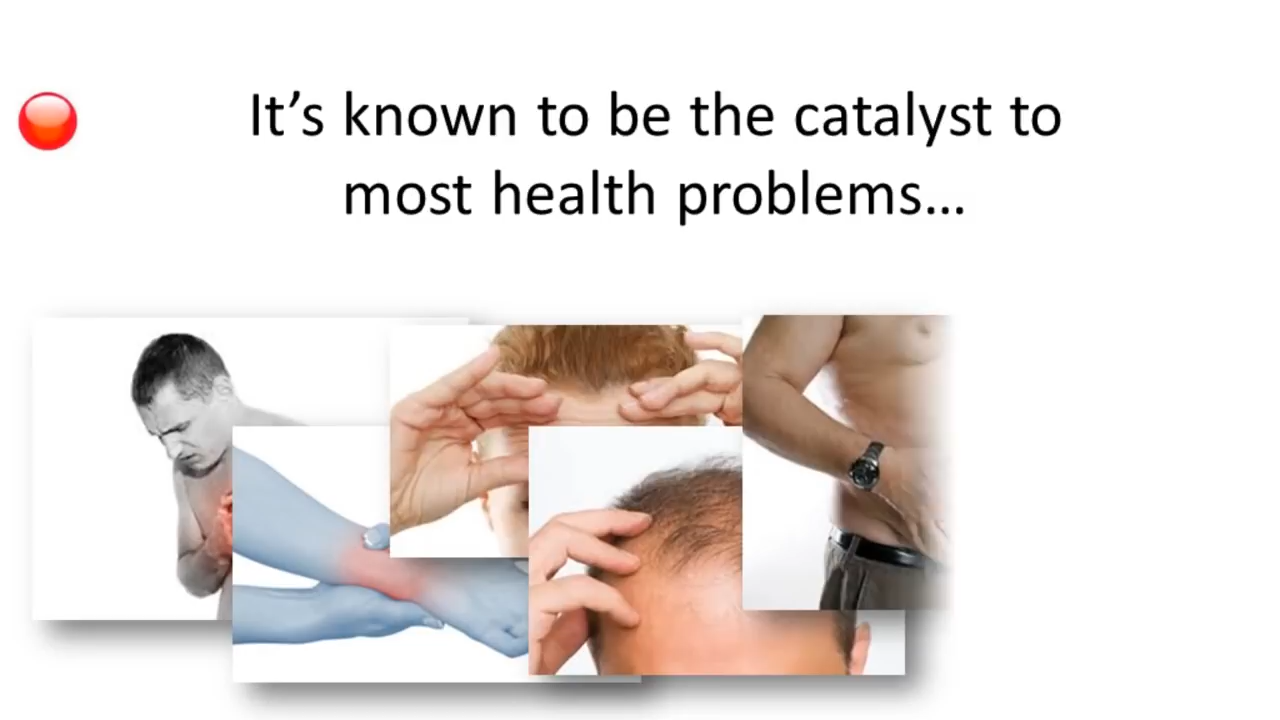 It’s known to be the catalyst to
most health problems…